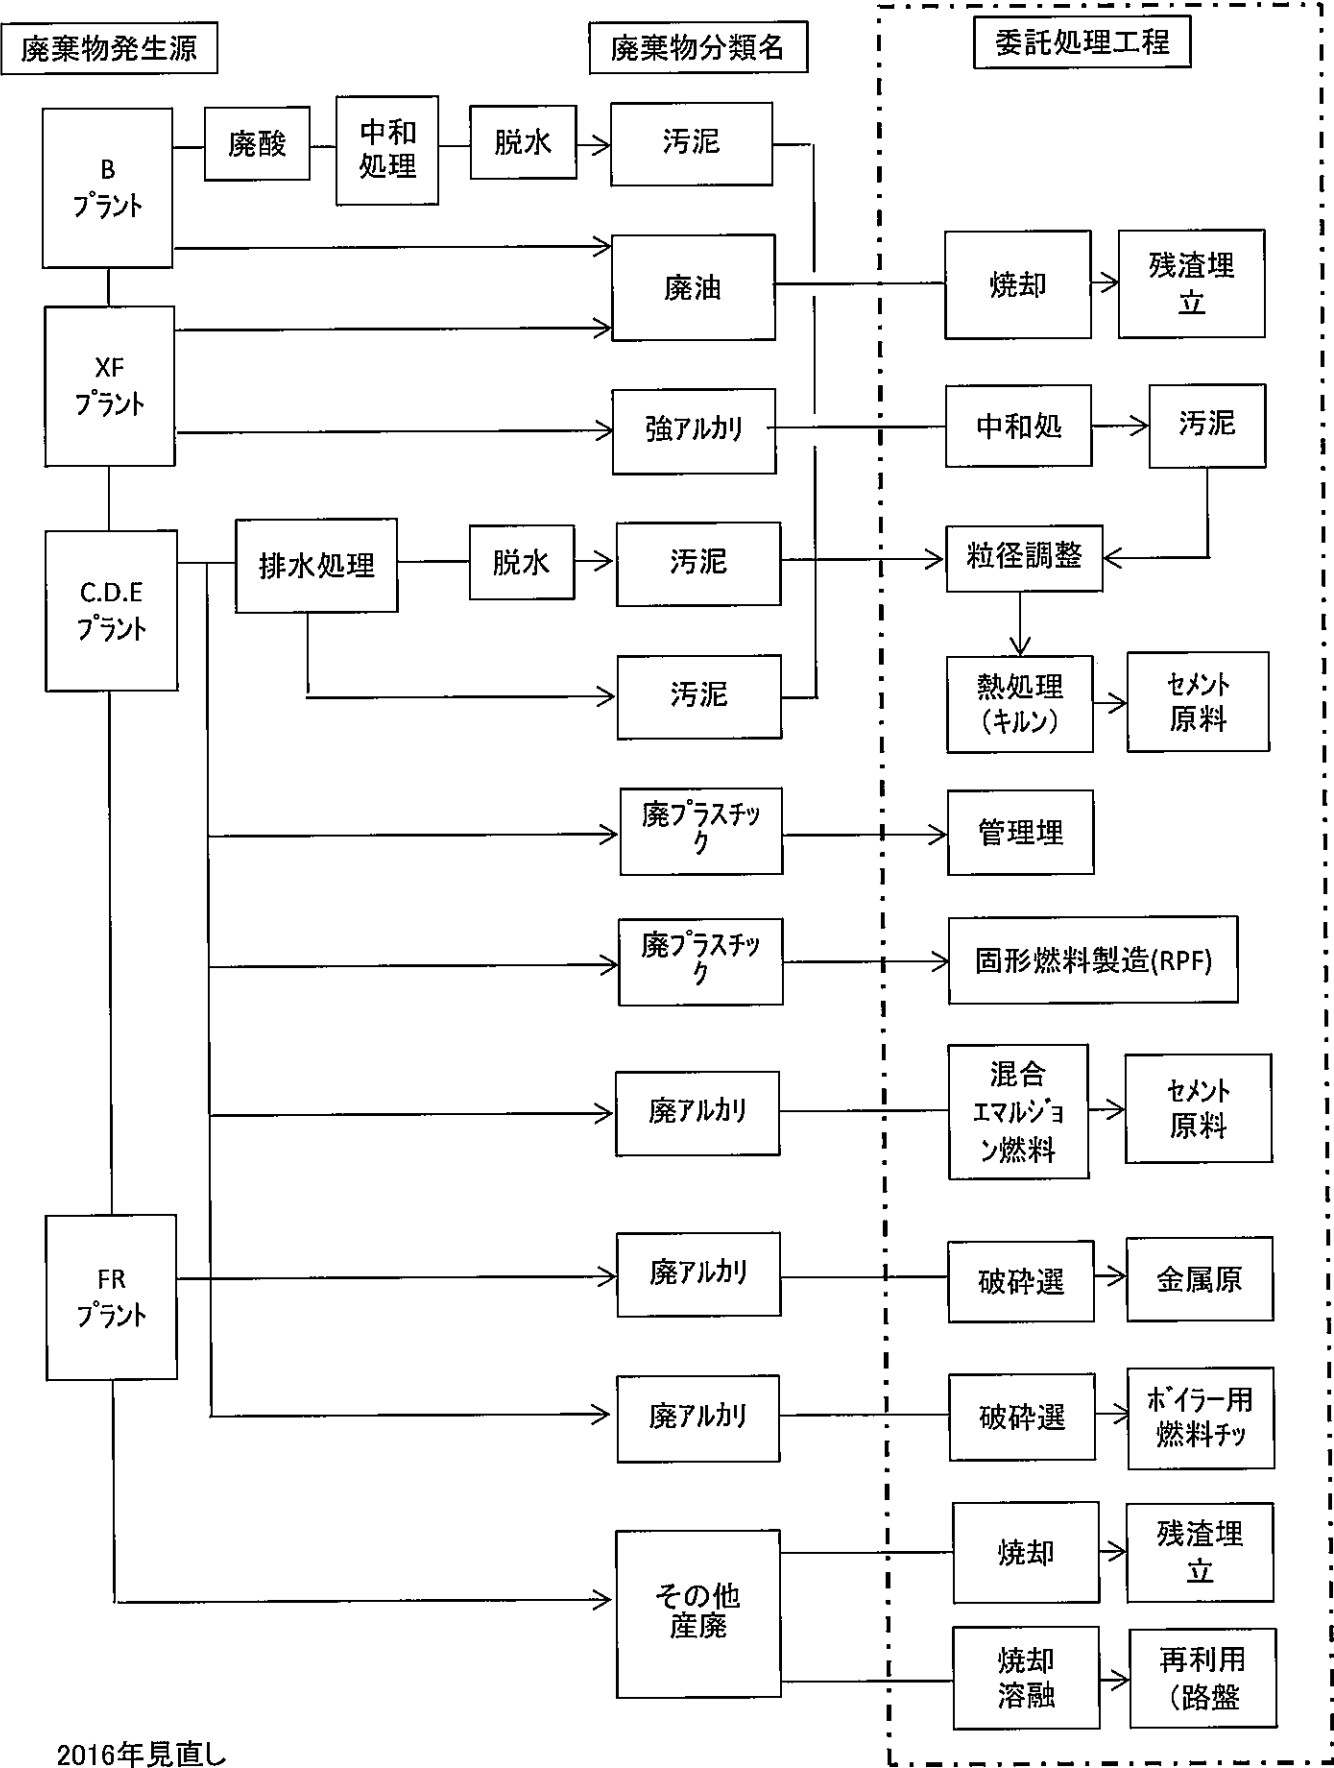 廃棄物発生源
廃棄物分類名
委託処理工程
B
プラント
廃酸
中和
処理
脱水
汚泥
廃油
焼却
残渣埋
立
XF
プラント
強アルカリ
中和処
汚泥
C.D.E
プラント
排水処理
脱水
汚泥
粒径調整
汚泥
熱処理
(キルン)
セメント
原料
廃プラスチッ
ク
管理埋
廃プラスチッ
ク
固形燃料製造(RPF)
廃アルカリ
混合
エマルジョ
ン燃料
セメント
原料
FR
プラント
廃アルカリ
破砕選
金属原
廃アルカリ
破砕選
ボイラー用
燃料チッ
その他
産廃
焼却
残渣埋
立
焼却
溶融
再利用
(路盤
2016年見直し